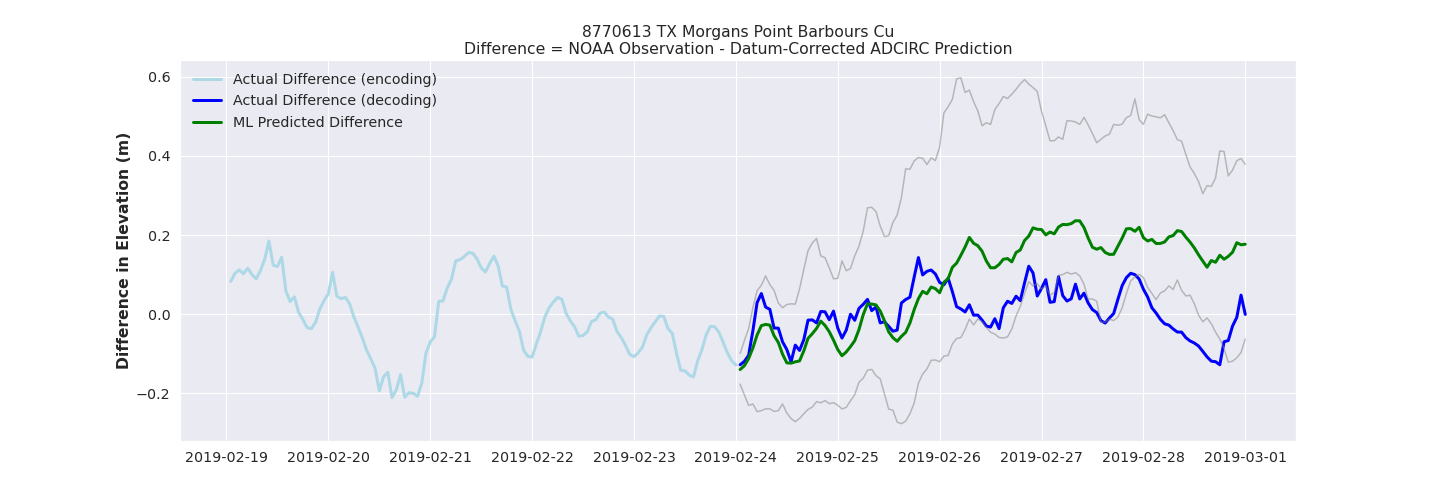 8770613 TX Morgans Point Barbours Cu
Difference = NOAA Observation - Datum-Corrected ADCIRC Prediction
Actual Difference (encoding)
Actual Difference (decoding)
ML Predicted Difference
Difference in Elevation (m)
0.6
0.4
0.2
0.0
−0.2
2019-02-19 2019-02-20 2019-02-21 2019-02-22 2019-02-23 2019-02-24 2019-02-25 2019-02-26 2019-02-27 2019-02-28 2019-03-01